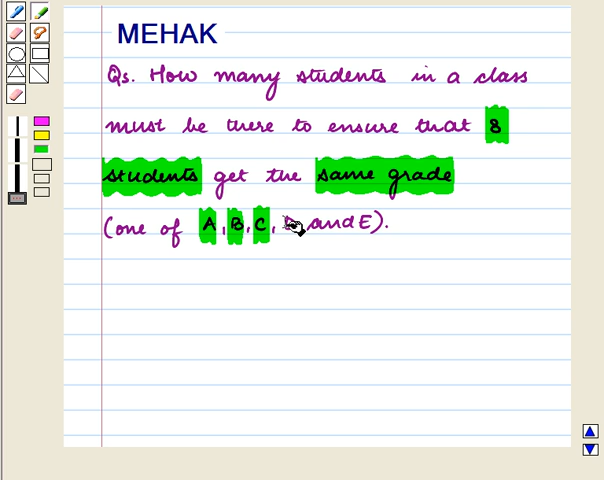 MEHAK
Qs. How many students in a class
must be there to ensure that 8
students get the same grade
(one of A, B, C, and E).